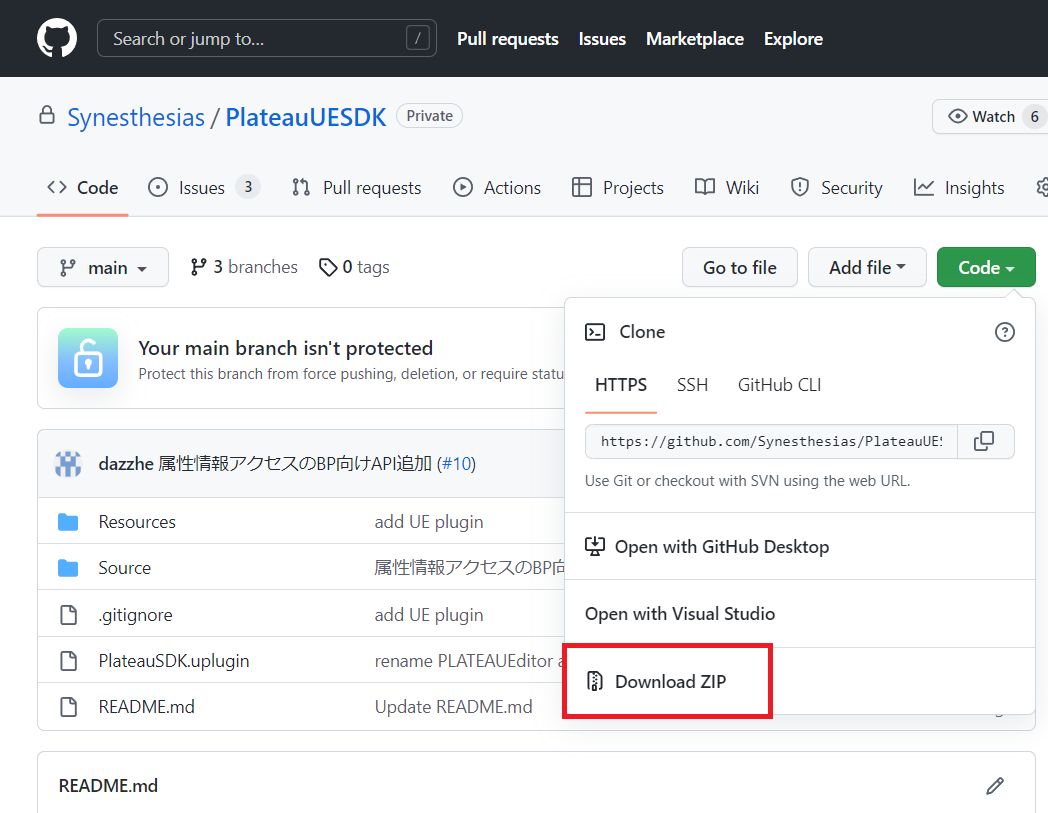 Search or jump to... /
Pull requests Issues Marketplace Explore
Synesthesias / PlateauUESDK Private
Watch 6
Code Issues 3 Pull requests Actions Projects Wiki Security Insights
main 3 branches 0 tags Go to file Add file Code
Your main branch isn't protected
Protect this branch from force pushing, deletion, or require statu
dazzhe 属性情報アクセスのBP向けAPI追加 (#10)
Resources add UE plugin
Source 属性情報アクセスのBP向
.gitignore add UE plugin
PlateauSDK.uplugin rename PLATEAUEditor a
README.md Update README.md
Clone
HTTPS SSH GitHub CLI
https://github.com/Synesthesias/PlateauUES
Use Git or checkout with SVN using the web URL.
Open with GitHub Desktop
Open with Visual Studio
Download ZIP
README.md